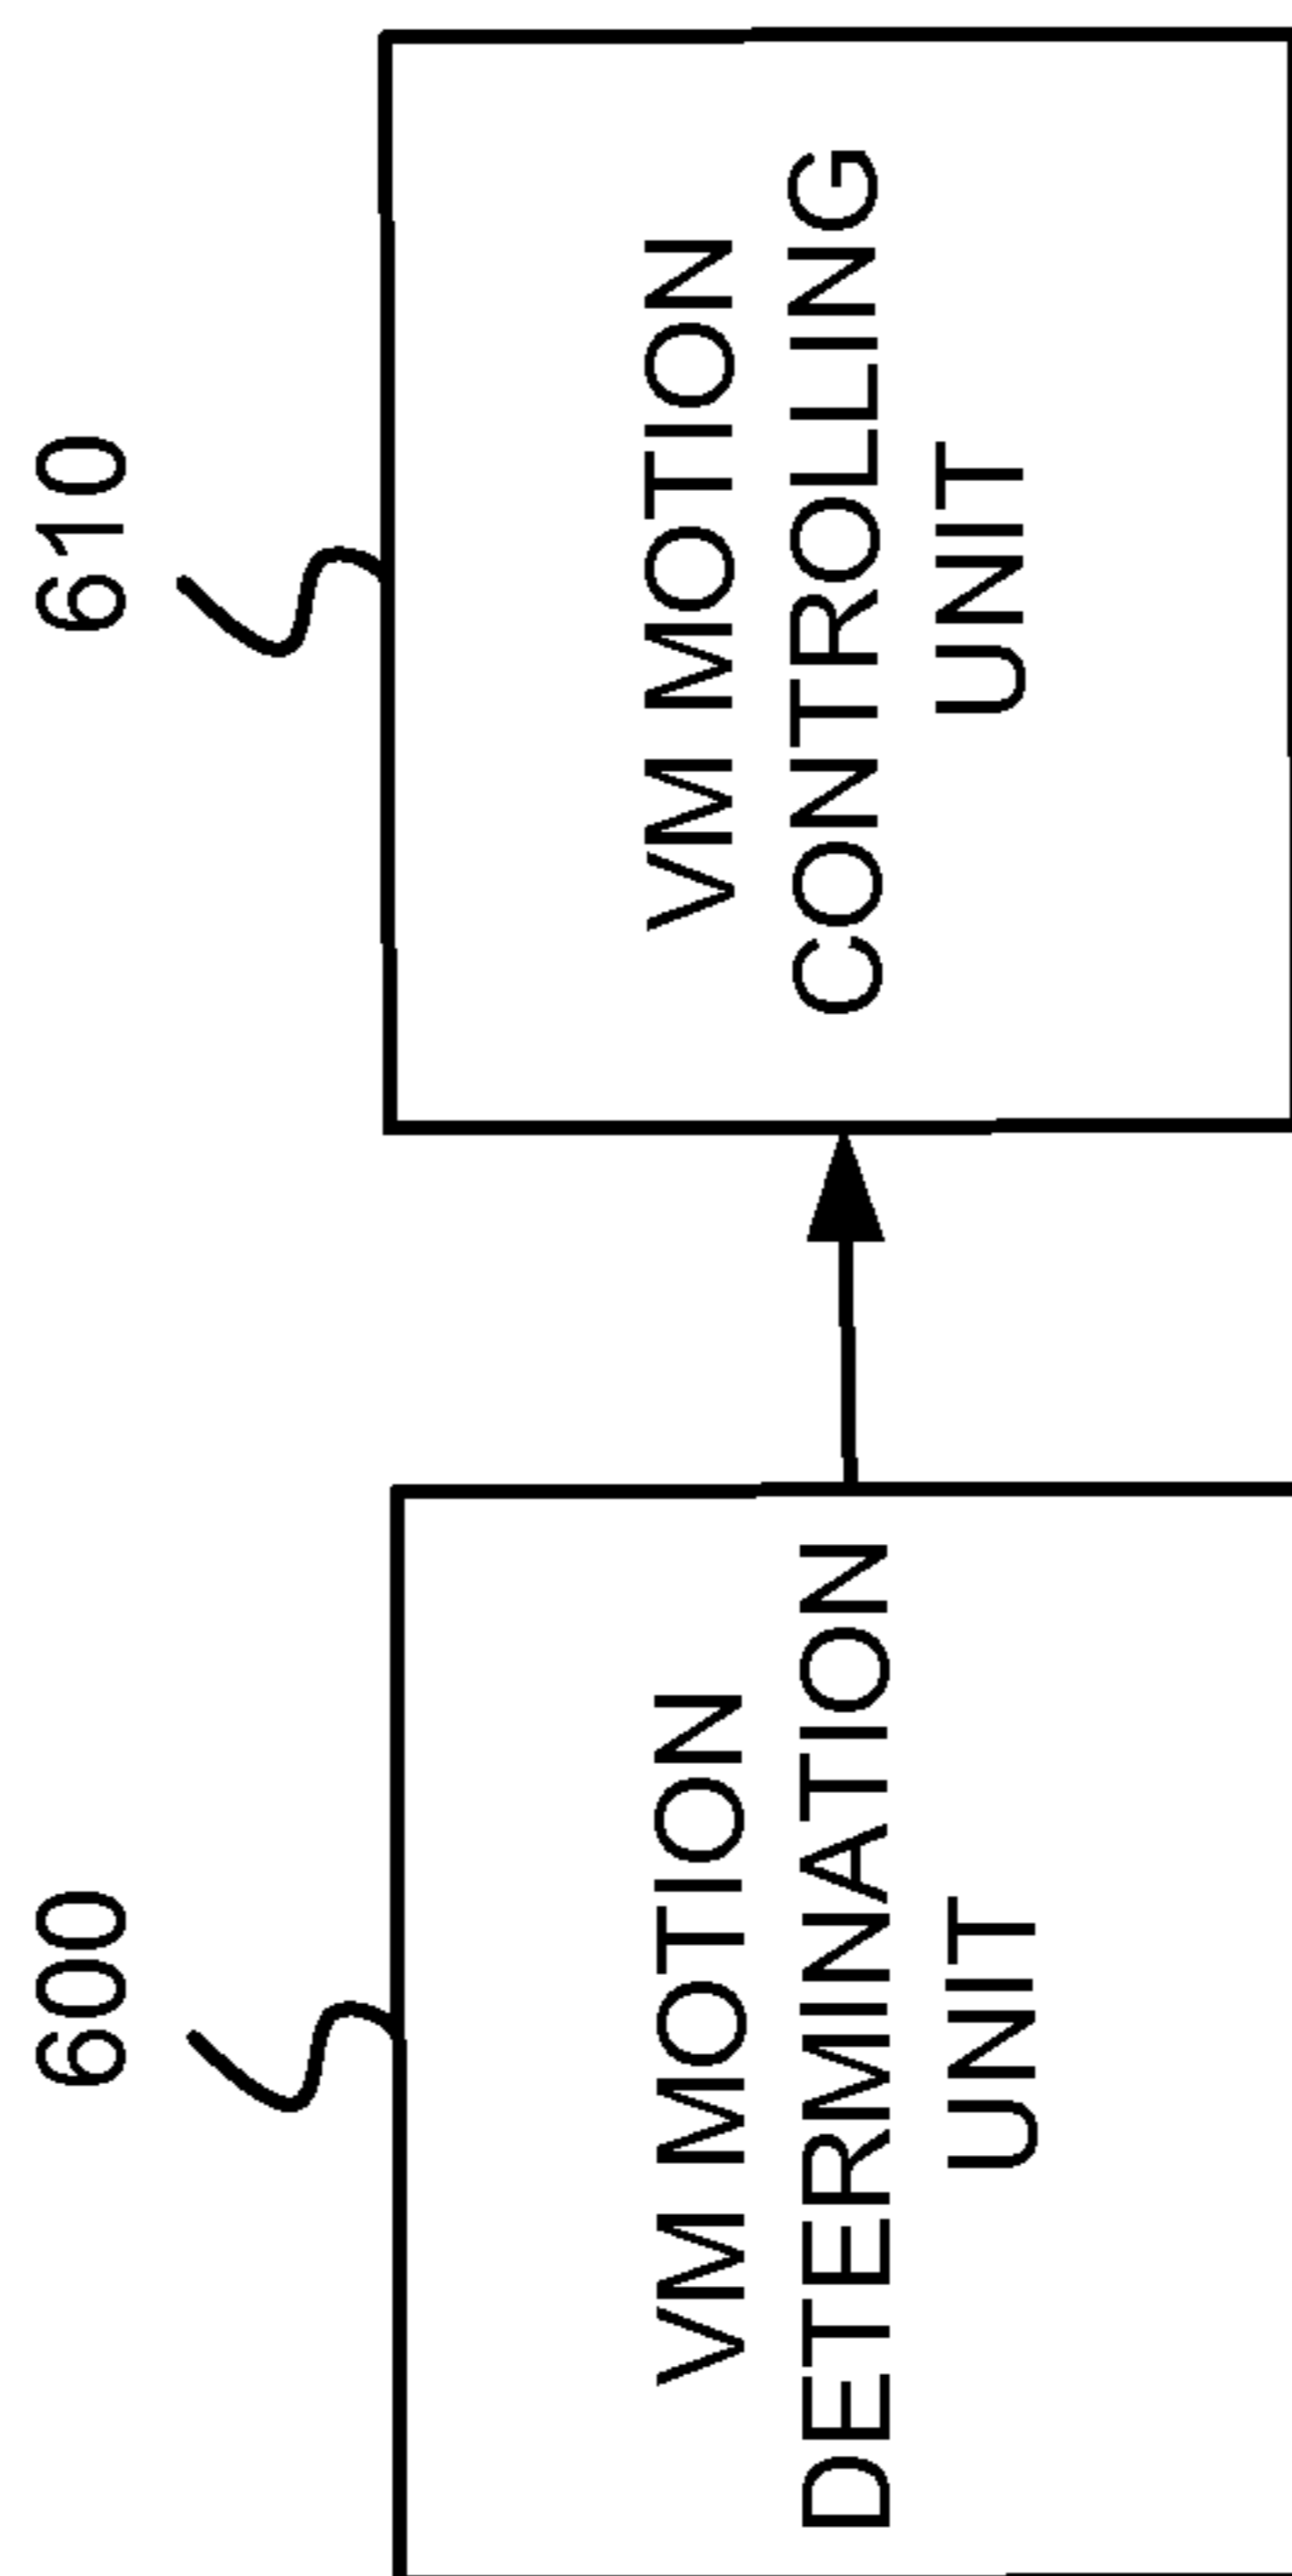 600
VM MOTION
DETERMINATION
UNIT
610
VM MOTION
CONTROLLING
UNIT